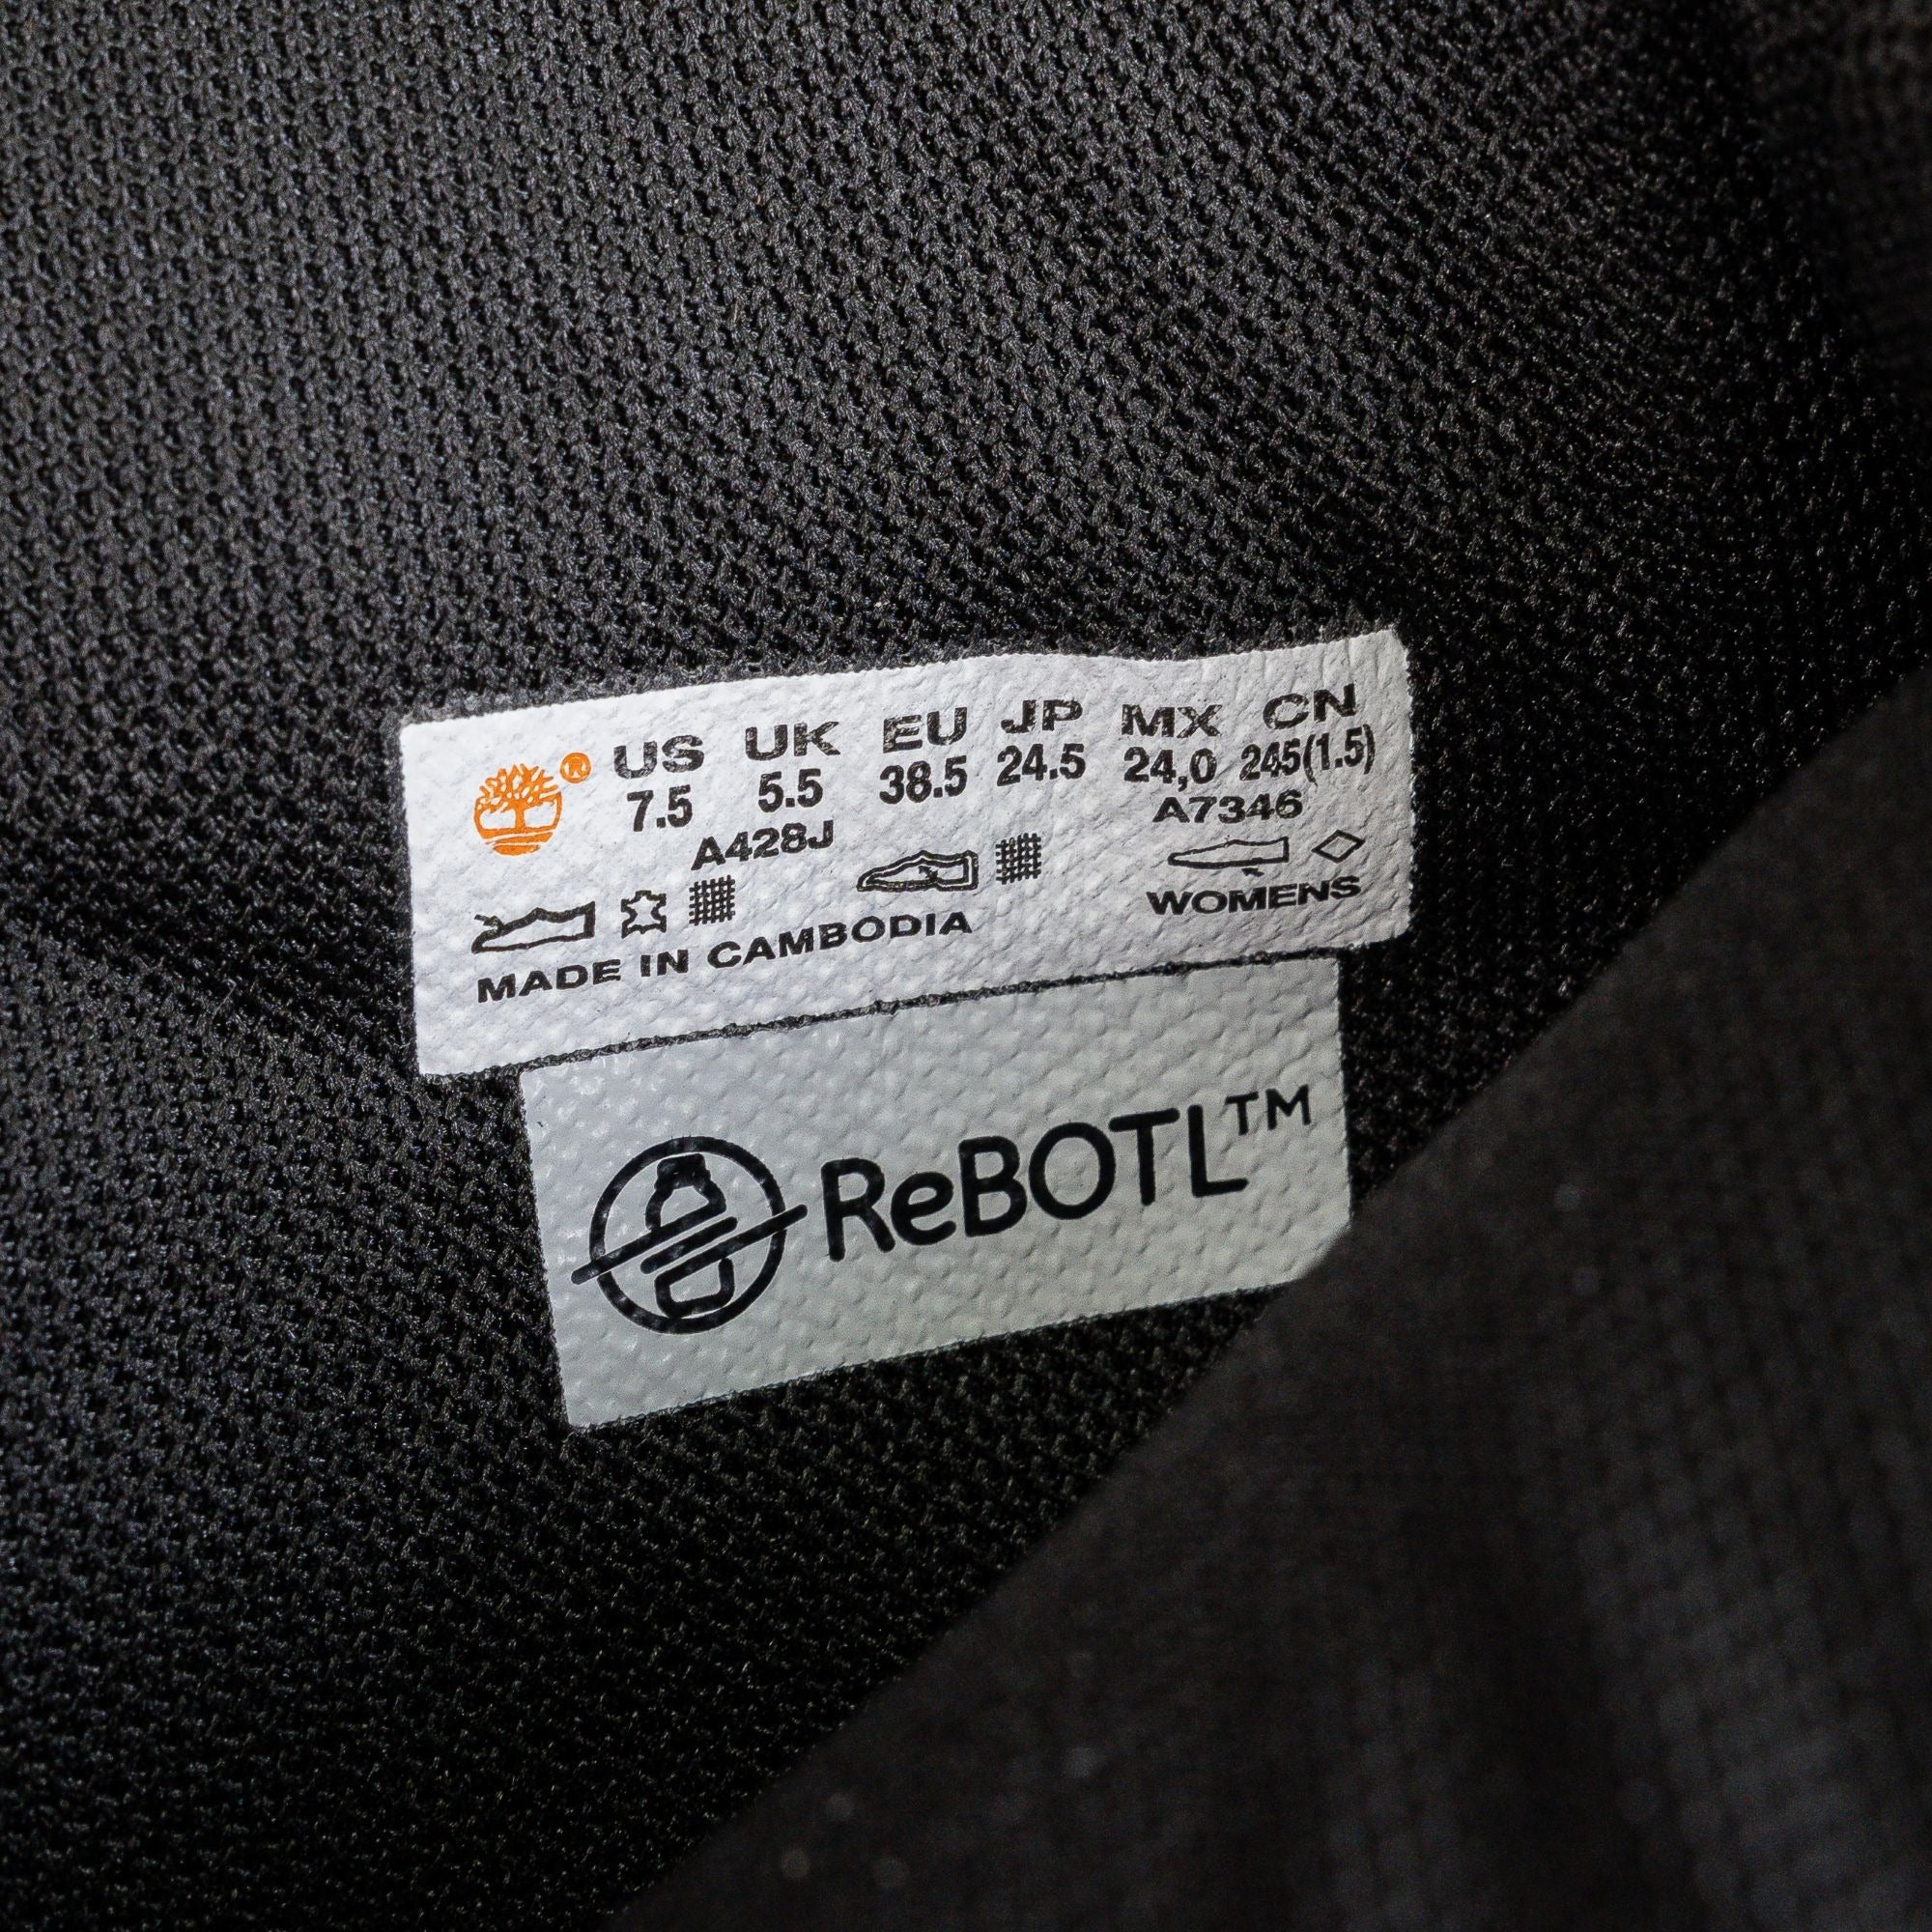 ® US UK EU JP MX CN
7.5 5.5 38.5 24.5 24,0 245(1.5)
A428J A7346
MADE IN CAMBODIA WOMENS
ReBOTL™